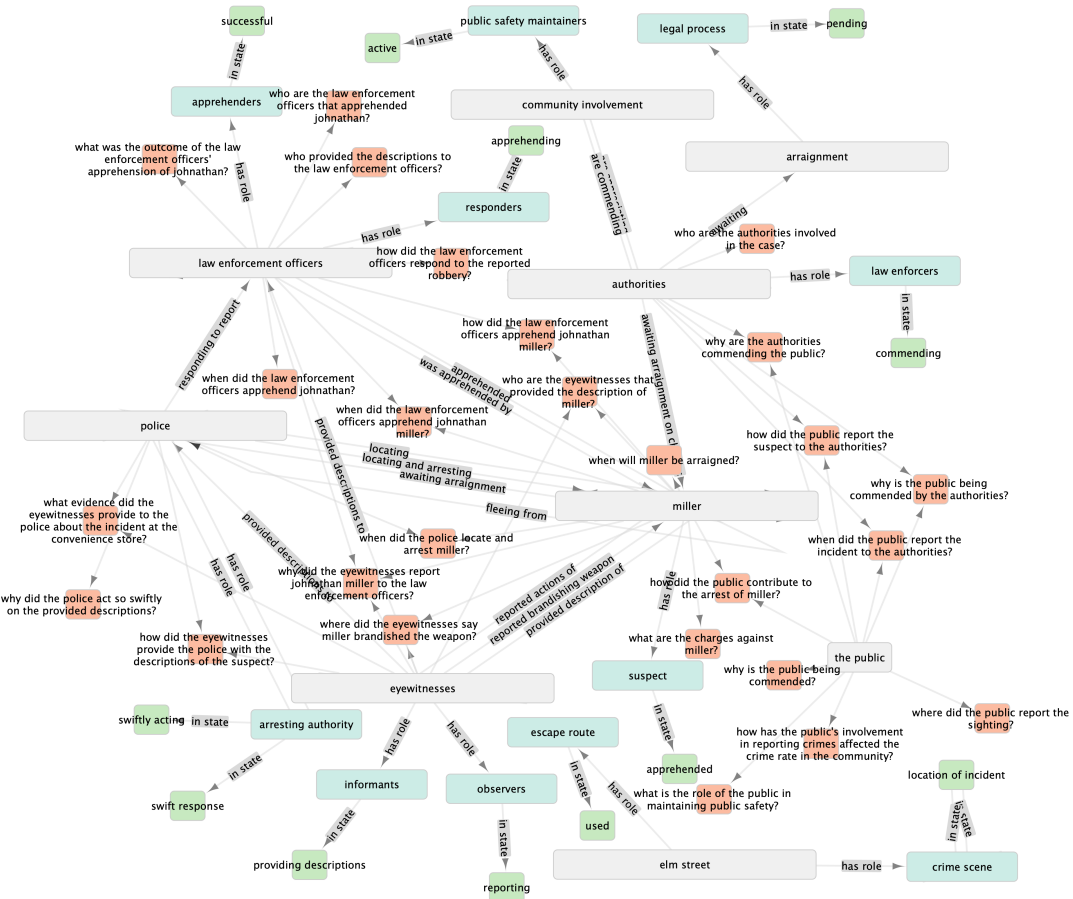 successful
public safety maintainers
pending
legal process
in state
in state
active
in state
has role
has role
apprehenders
who are the law enforcement
officers that apprehended
johnathan?
community involvement
apprehending
what was the outcome of the law
enforcement officers'
apprehension of johnathan?
who provided the descriptions to
the law enforcement officers?
arraignment
has role
in state
are commending
responders
awaiting
has role
who are the authorities involved
in the case?
law enforcement officers
how did the law enforcement
officers respond to the reported
robbery?
authorities
has role
law enforcers
in state
responding to report
how did the law enforcement
officers apprehend johnathan
miller?
why are the authorities
commending the public?
commending
awaiting arraignment on
apprehended
was apprehended by
when did the law enforcement
officers apprehend johnathan?
who are the eyewitnesses that
provided the description of
miller?
when did the law enforcement
officers apprehend johnathan
miller?
police
provided descriptions to
locating
locating and arresting
awaiting arraignment
when will miller be arraigned?
how did the public report the
suspect to the authorities?
why is the public being
commended by the authorities?
miller
fleeing from
what evidence did the
eyewitnesses provide to the
police about the incident at the
convenience store?
when did the police locate and
arrest miller?
when did the public report the
incident to the authorities?
provided
has role
has role
why did the eyewitnesses report
johnathan miller to the law
enforcement officers?
reported actions of
reported brandishing weapon
provided description of
has role
how did the public contribute to
the arrest of miller?
why did the police act so swiftly
on the provided descriptions?
where did the eyewitnesses say
miller brandished the weapon?
how did the eyewitnesses
provide the police with the
descriptions of the suspect?
what are the charges against
miller?
the public
why is the public being
commended?
suspect
eyewitnesses
swiftly acting
in state
arresting authority
has role
has role
in state
escape route
where did the public report the
sighting?
how has the public's involvement
in reporting crimes affected the
crime rate in the community?
in state
informants
observers
in state
apprehended
location of incident
swift response
what is the role of the public in
maintaining public safety?
has role
in state
in state
in state
in state
used
providing descriptions
elm street
has role
crime scene
reporting